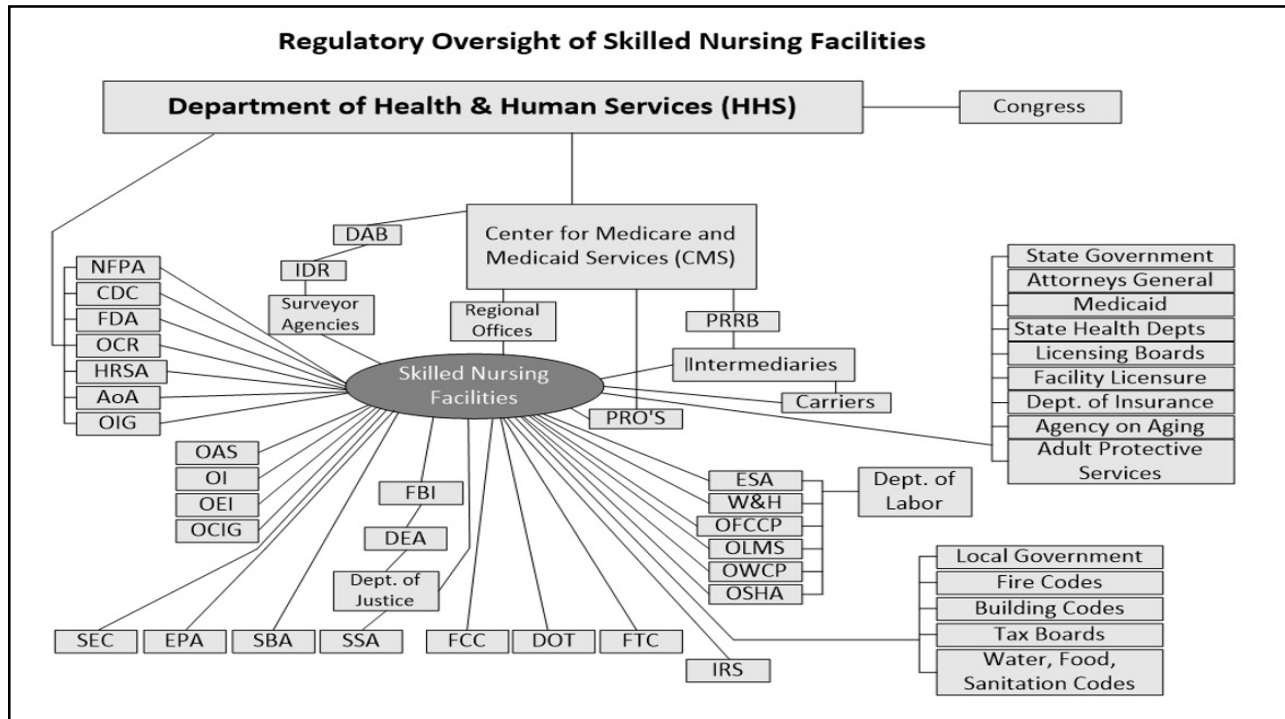 Regulatory Oversight of Skilled Nursing Facilities
Department of Health & Human Services (HHS)
Congress
DAB
IDR
Surveyor
Agencies
Center for Medicare and
Medicaid Services (CMS)
Regional
Offices
PRRB
|Intermediaries
Carriers
PRO'S
NFPA
CDC
FDA
OCR
HRSA
AoA
OIG
Skilled Nursing
Facilities
State Government
Attorneys General
Medicaid
State Health Depts
Licensing Boards
Facility Licensure
Dept. of Insurance
Agency on Aging
Adult Protective
Services
OAS
OI
OEI
OCIG
FBI
DEA
Dept. of
Justice
ESA
W&H
OFCCP
OLMS
OWCP
OSHA
Dept. of
Labor
Local Government
Fire Codes
Building Codes
Tax Boards
Water, Food,
Sanitation Codes
SEC
EPA
SBA
SSA
FCC
DOT
FTC
IRS